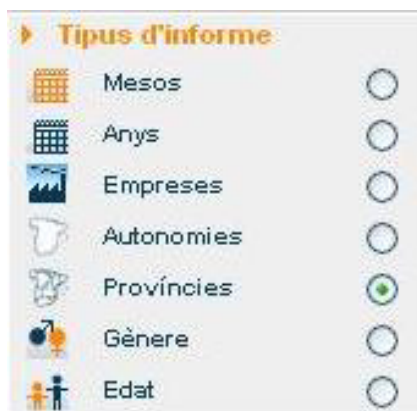 Tipus d'informe
Mesos
Anys
Empreses
Autonomies
Províncies
Gènere
Edat